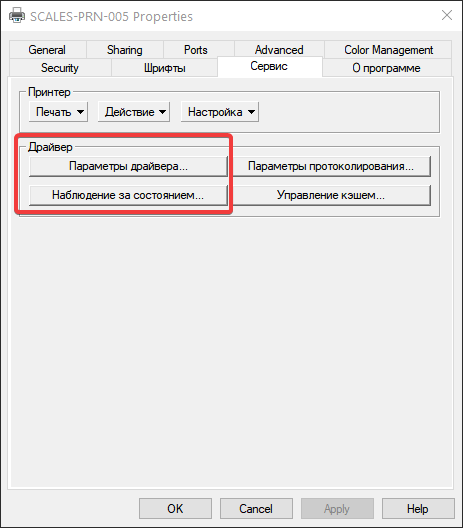 SCALES-PRN-005 Properties
General Sharing Ports Advanced Color Management
Security Шрифты Сервис О программе
Принтер
Печать Действие Настройка
Драйвер
Параметры драйвера... Параметры протоколирования...
Наблюдение за состоянием... Управление кэшем...
OK Cancel Apply Help